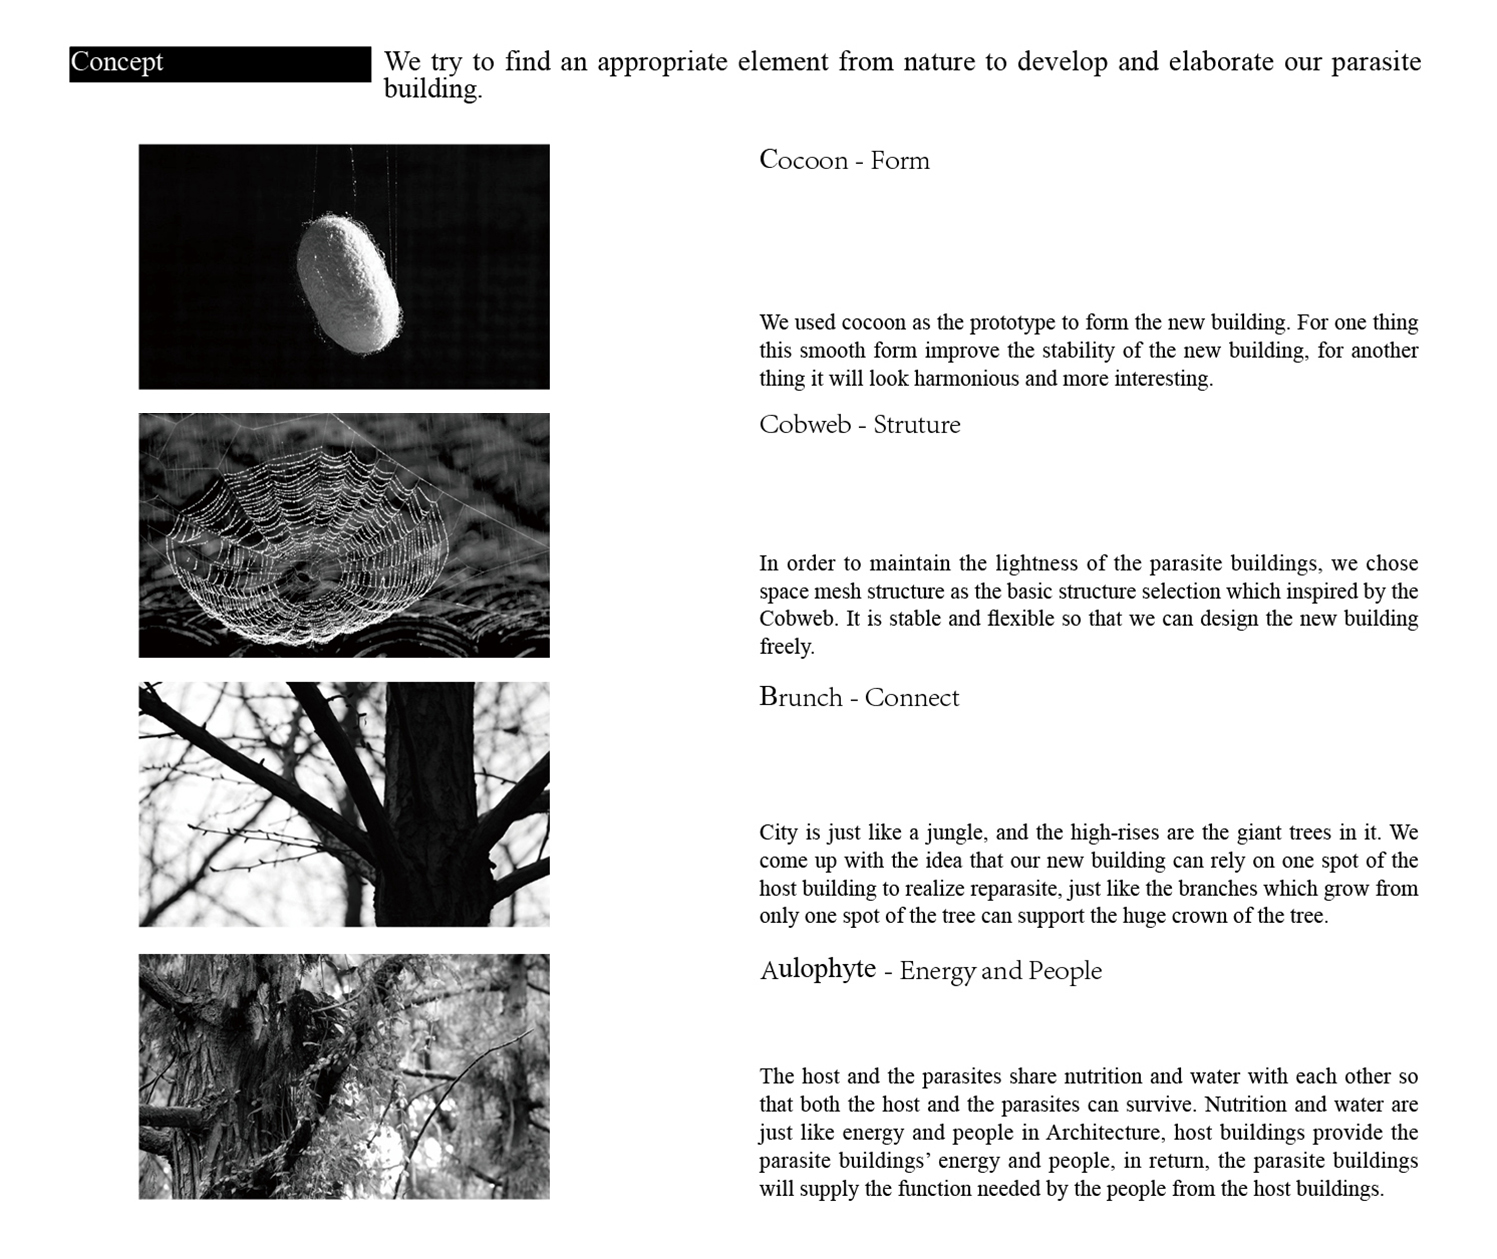 Concept
We try to find an appropriate element from nature to develop and elaborate our parasite
building.
Cocoon - Form
We used cocoon as the prototype to form the new building. For one thing
this smooth form improve the stability of the new building, for another
thing it will look harmonious and more interesting.
Cobweb - Struture
In order to maintain the lightness of the parasite buildings, we chose
space mesh structure as the basic structure selection which inspired by the
Cobweb. It is stable and flexible so that we can design the new building
freely.
Brunch - Connect
City is just like a jungle, and the high-rises are the giant trees in it. We
come up with the idea that our new building can rely on one spot of the
host building to realize reparasite, just like the branches which grow from
only one spot of the tree can support the huge crown of the tree.
Aulophyte - Energy and People
The host and the parasites share nutrition and water with each other so
that both the host and the parasites can survive. Nutrition and water are
just like energy and people in Architecture, host buildings provide the
parasite buildings’ energy and people, in return, the parasite buildings
will supply the function needed by the people from the host buildings.